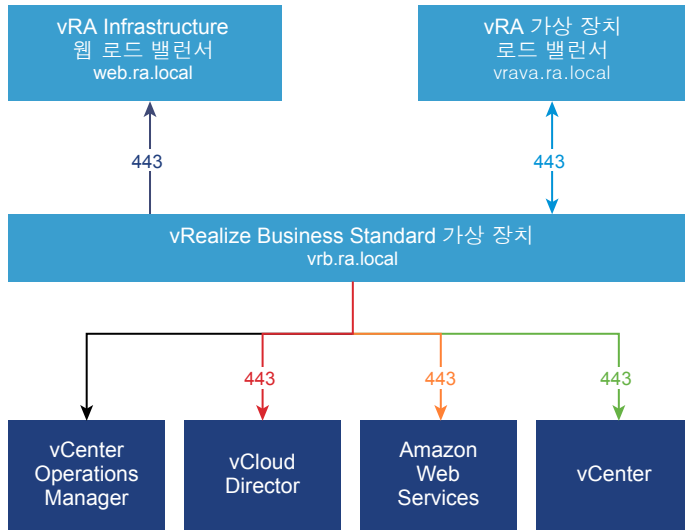 vRA Infrastructure
웹 로드 밸런서
web.ra.local
vRA 가상 장치
로드 밸런서
vrava.ra.local
443
443
vRealize Business Standard 가상 장치
vrb.ra.local
443
443
443
vCenter
Operations
Manager
vCloud
Director
Amazon
Web
Services
vCenter